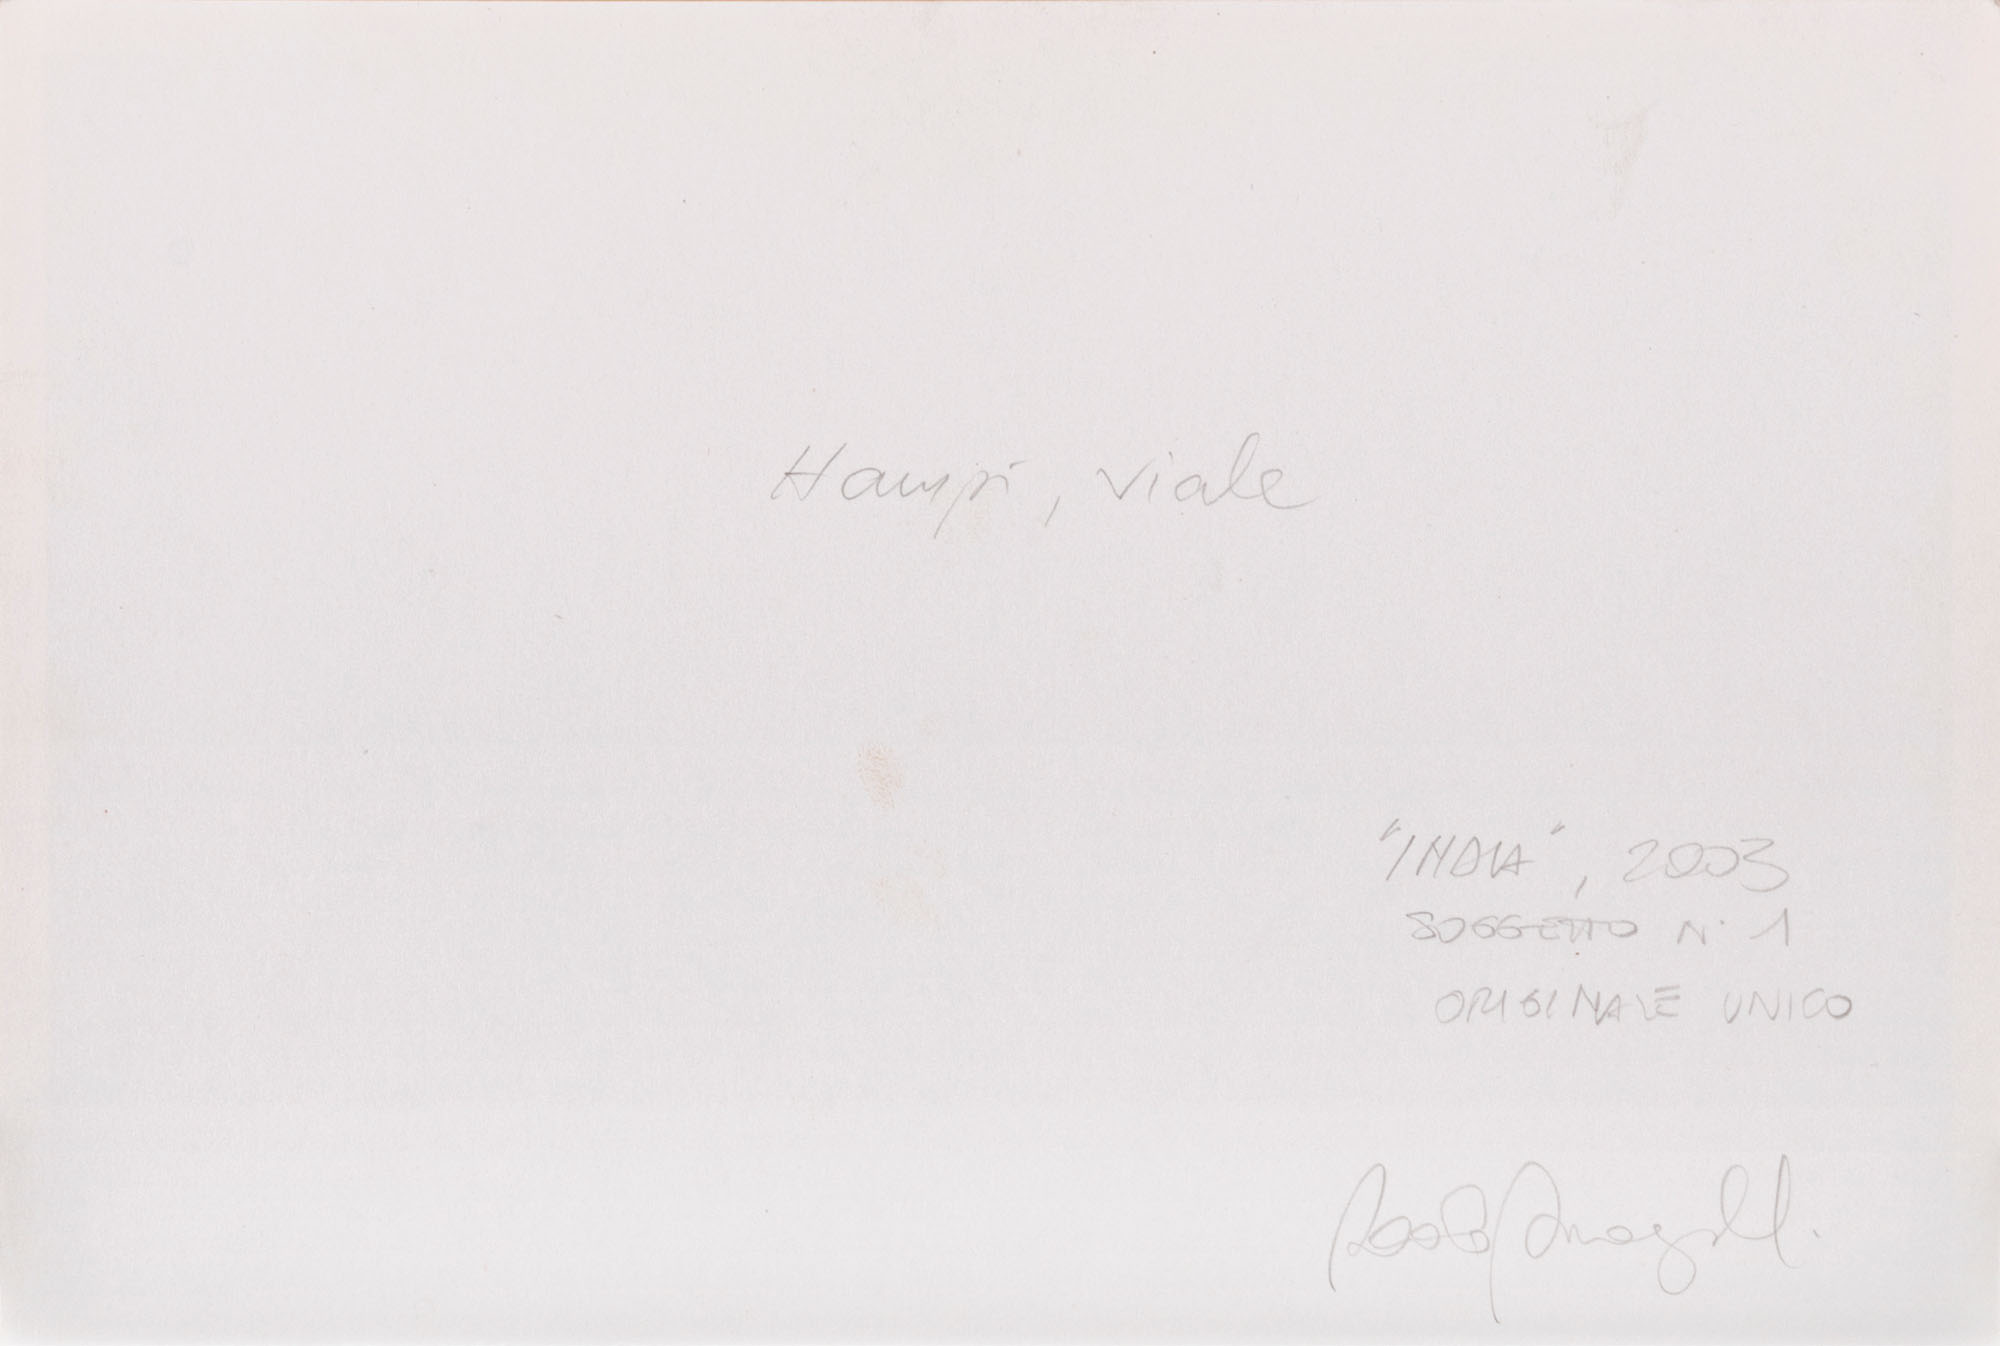 Hampi, viale
"INDIA", 2003
SOGGETTO N. 1
ORIGINALE UNICO